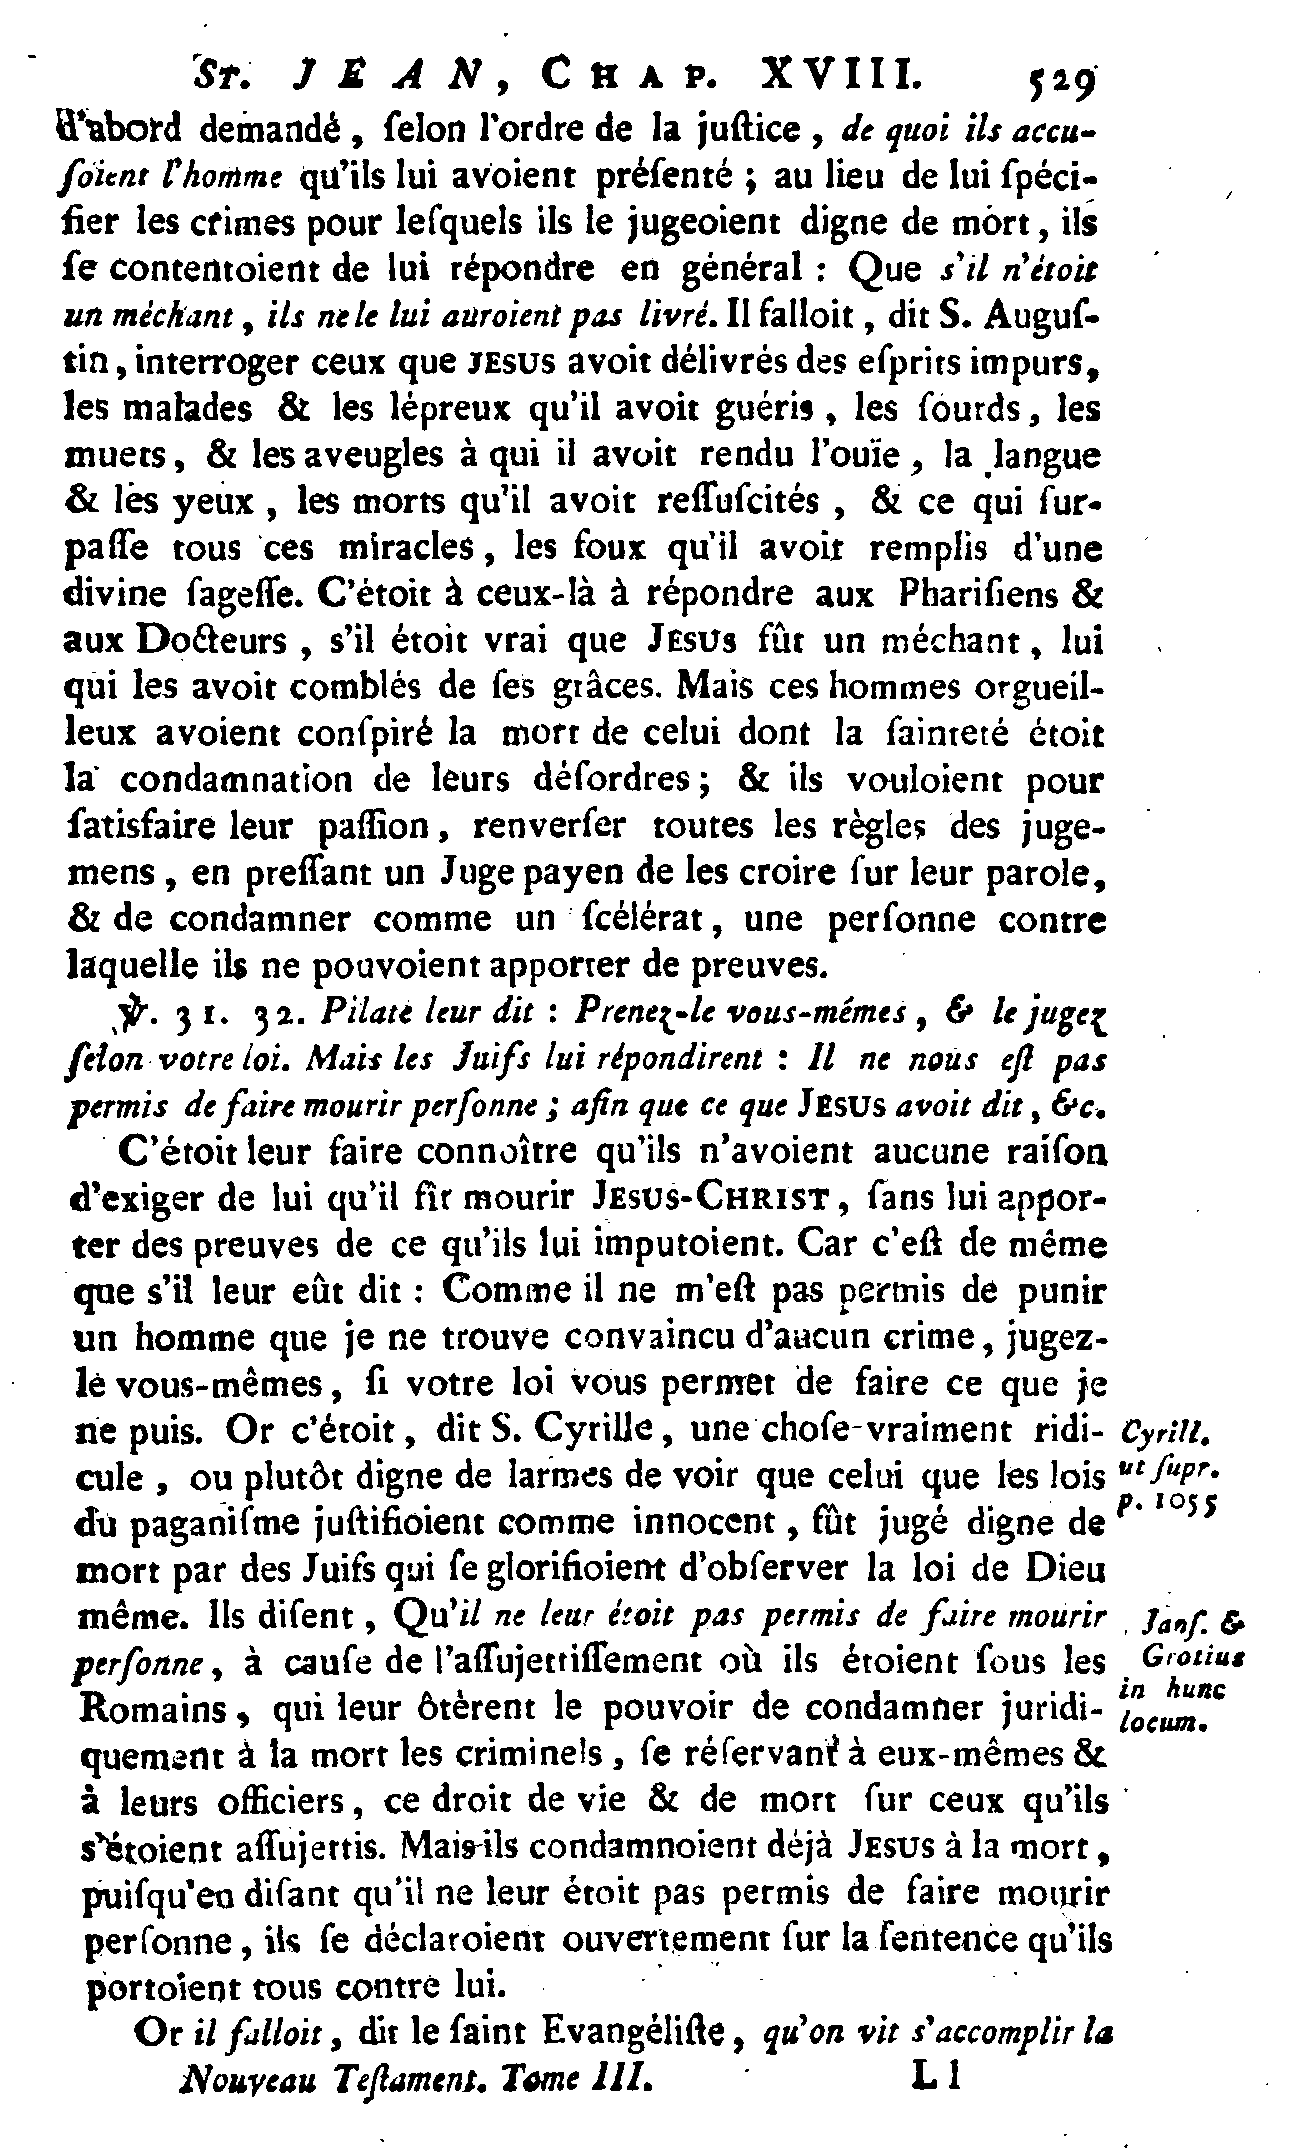 St. JEAN, CHAP. XVIII. 529
d'abord demandé, ſelon l'ordre de la juſtice, de quoi ils accu-
ſoient l'homme qu'ils lui avoient préſenté ; au lieu de lui ſpéci-
fier les crimes pour leſquels ils le jugeoient digne de mort, ils
ſe contentoient de lui répondre en général : Que s'il n'étoit
un méchant, ils ne le lui auroient pas livré. Il falloit, dit S. Auguſ-
tin, interroger ceux que JESUS avoit délivrés des eſprits impurs,
les malades & les lépreux qu'il avoit guéris, les ſourds, les
muets, & les aveugles à qui il avoit rendu l'ouïe, la langue
& les yeux, les morts qu'il avoit reſſuſcités, & ce qui ſur-
paſſe tous ces miracles, les foux qu'il avoit remplis d'une
divine ſageſſe. C'étoit à ceux-là à répondre aux Phariſiens &
aux Docteurs, s'il étoit vrai que JESUS fût un méchant, lui
qui les avoit comblés de ſes grâces. Mais ces hommes orgueil-
leux avoient conſpiré la mort de celui dont la ſainteté étoit
la condamnation de leurs déſordres ; & ils vouloient pour
ſatisfaire leur paſſion, renverſer toutes les règles des juge-
mens, en preſſant un Juge payen de les croire ſur leur parole,
& de condamner comme un ſcélérat, une perſonne contre
laquelle ils ne pouvoient apporter de preuves.
℣. 31. 32. Pilate leur dit : Prenez-le vous-mêmes, & le jugez
ſelon votre loi. Mais les Juifs lui répondirent : Il ne nous eſt pas
permis de faire mourir perſonne ; afin que ce que JESUS avoit dit, &c.
C'étoit leur faire connoître qu'ils n'avoient aucune raiſon
d'exiger de lui qu'il fît mourir JESUS-CHRIST, ſans lui appor-
ter des preuves de ce qu'ils lui imputoient. Car c'eſt de même
que s'il leur eût dit : Comme il ne m'eſt pas permis de punir
un homme que je ne trouve convaincu d'aucun crime, jugez-
le vous-mêmes, ſi votre loi vous permet de faire ce que je
ne puis. Or c'étoit, dit S. Cyrille, une choſe vraiment ridi-
cule, ou plutôt digne de larmes de voir que celui que les lois
du paganiſme juſtifioient comme innocent, fût jugé digne de
mort par des Juifs qui ſe glorifioient d'obſerver la loi de Dieu
même. Ils diſent, Qu'il ne leur étoit pas permis de faire mourir
perſonne, à cauſe de l'aſſujettiſſement où ils étoient ſous les
Romains, qui leur ôtèrent le pouvoir de condamner juridi-
quement à la mort les criminels, ſe réſervant à eux-mêmes &
à leurs officiers, ce droit de vie & de mort ſur ceux qu'ils
s'étoient aſſujettis. Mais ils condamnoient déjà JESUS à la mort,
puiſqu'en diſant qu'il ne leur étoit pas permis de faire mourir
perſonne, ils ſe déclaroient ouvertement ſur la ſentence qu'ils
portoient tous contre lui.
Or il falloit, dit le ſaint Evangéliſte, qu'on vît s'accomplir la
Nouveau Teſtament. Tome III. L l
Cyrill.
ut ſupr.
p. 1055
Janſ. &
Grotius
in hunc
locum.